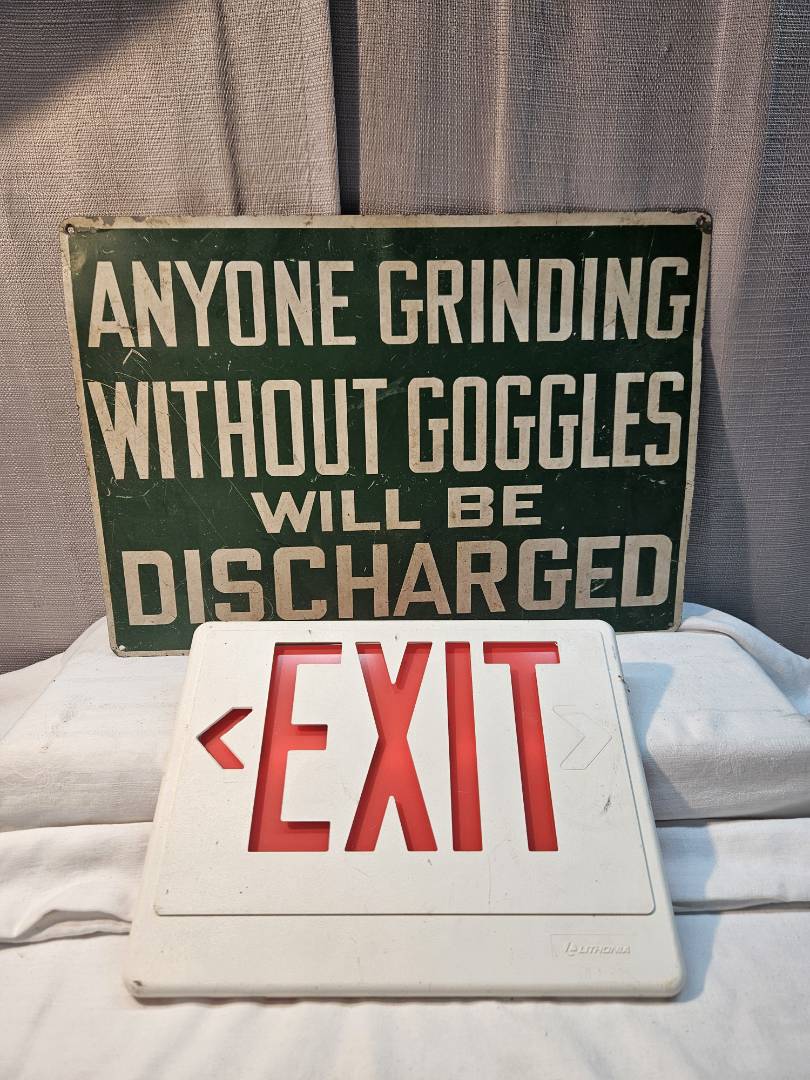 ANYONE GRINDING
WITHOUT GOGGLES
WILL BE
DISCHARGED
EXIT
LITHONIA